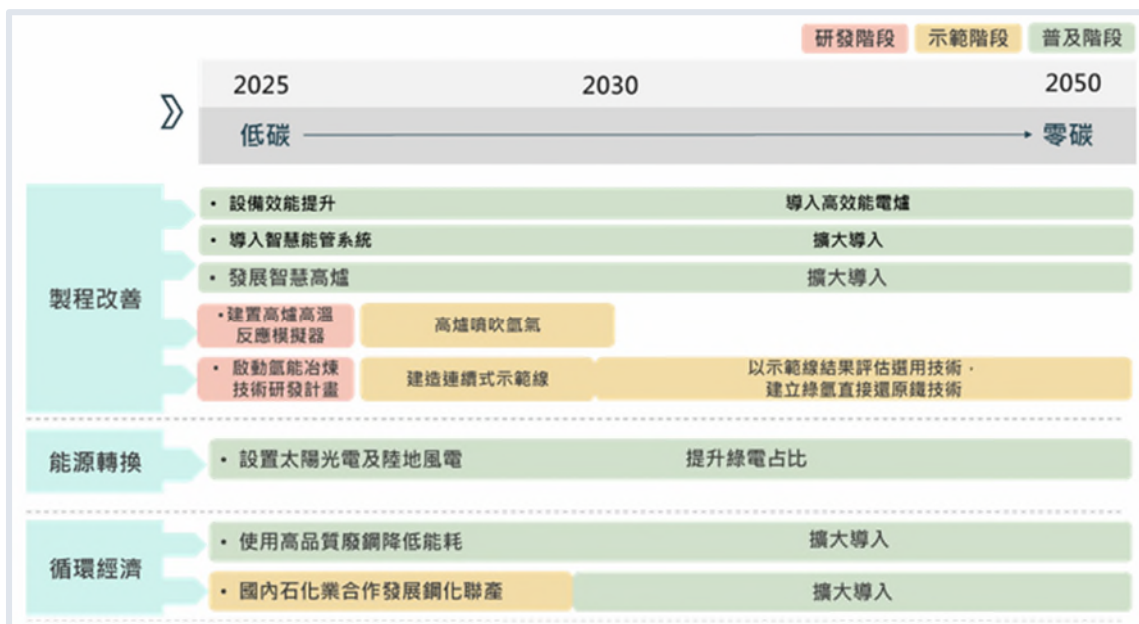 研發階段 示範階段 普及階段
2025 2030 2050
低碳 零碳
製程改善
• 設備效能提升 導入高效能電爐
• 導入智慧能管系統 擴大導入
• 發展智慧高爐 擴大導入
•建置高爐高溫
反應模擬器
高爐噴吹氫氣
• 啟動氫能冶煉
技術研發計畫
建造連續式示範線
以示範線結果評估選用技術，
建立綠氫直接還原鐵技術
能源轉換
• 設置太陽光電及陸地風電 提升綠電占比
循環經濟
• 使用高品質廢鋼降低能耗 擴大導入
• 國內石化業合作發展鋼化聯產 擴大導入